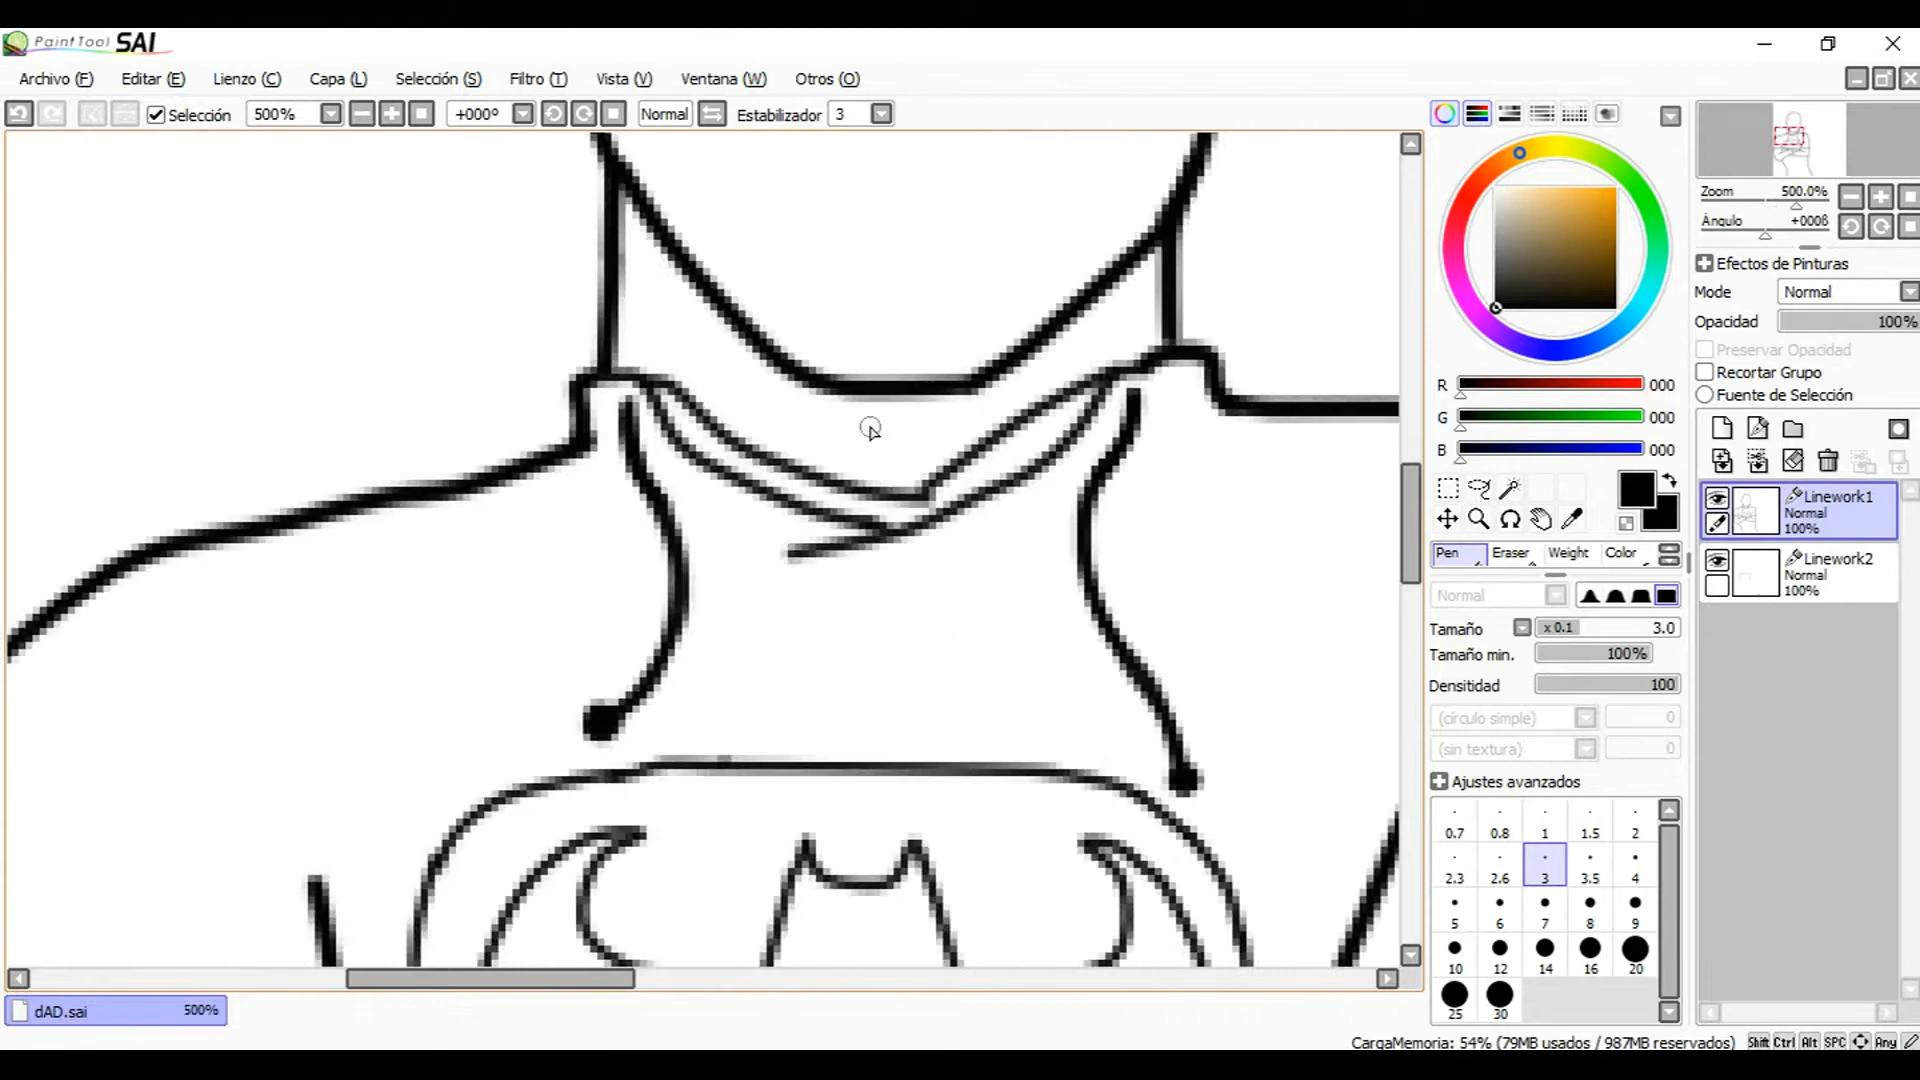 PaintTool SAI
Archivo (F) Editar (E) Lienzo (C) Capa (L) Selección (S) Filtro (T) Vista (V) Ventana (W) Otros (O)
Selección 500% +000º Normal Estabilizador 3
Zoom 500.0%
Ángulo +000ß
Efectos de Pinturas
Mode Normal
Opacidad 100%
Preservar Opacidad
Recortar Grupo
Fuente de Selección
R 000
G 000
B 000
Linework1
Normal
100%
Linework2
Normal
100%
Pen Eraser Weight Color
Normal
Tamaño x 0.1 3.0
Tamaño min. 100%
Densitidad 100
(círculo simple) 0
(sin textura) 0
Ajustes avanzados
0.7 0.8 1 1.5 2
2.3 2.6 3 3.5 4
5 6 7 8 9
10 12 14 16 20
25 30
dAD.sai 500%
CargaMemoria: 54% (79MB usados / 987MB reservados) Shift Ctrl Alt SPC Any